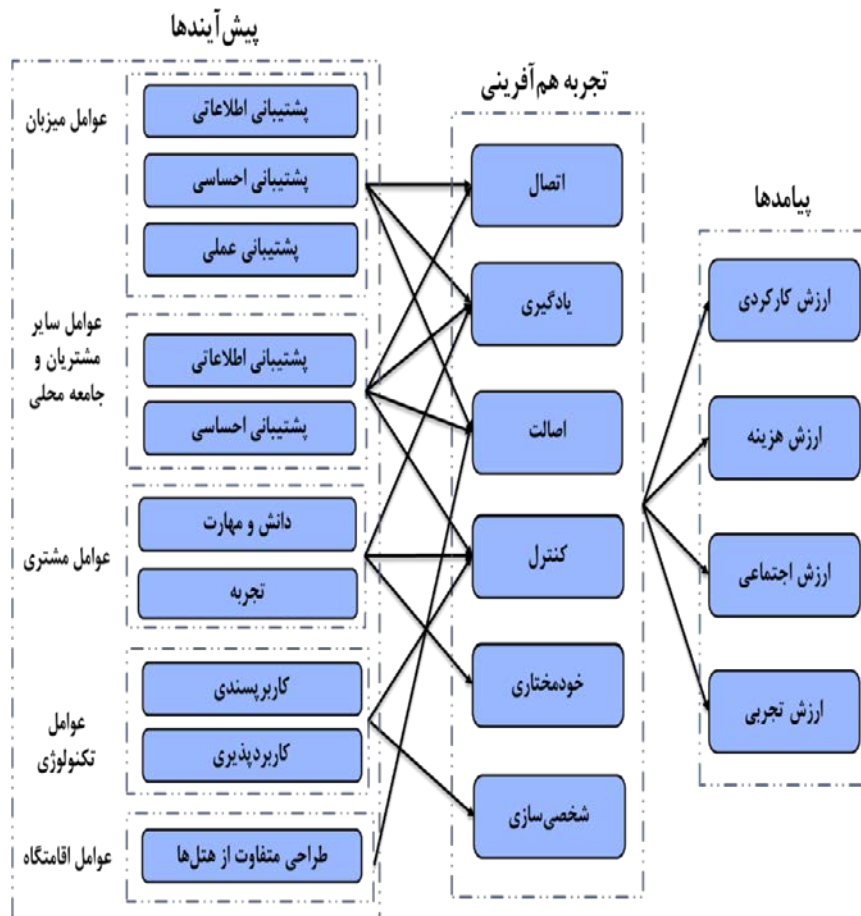 پیش‌آیندها
عوامل میزبان
پشتیبانی اطلاعاتی
پشتیبانی احساسی
پشتیبانی عملی
عوامل سایر
مشتریان و
جامعه محلی
پشتیبانی اطلاعاتی
پشتیبانی احساسی
عوامل مشتری
دانش و مهارت
تجربه
عوامل
تکنولوژی
کاربرپسندی
کاربردپذیری
عوامل اقامتگاه
طراحی متفاوت از هتل‌ها
تجربه هم‌آفرینی
اتصال
یادگیری
اصالت
کنترل
خودمختاری
شخصی‌سازی
پیامدها
ارزش کارکردی
ارزش هزینه
ارزش اجتماعی
ارزش تجربی